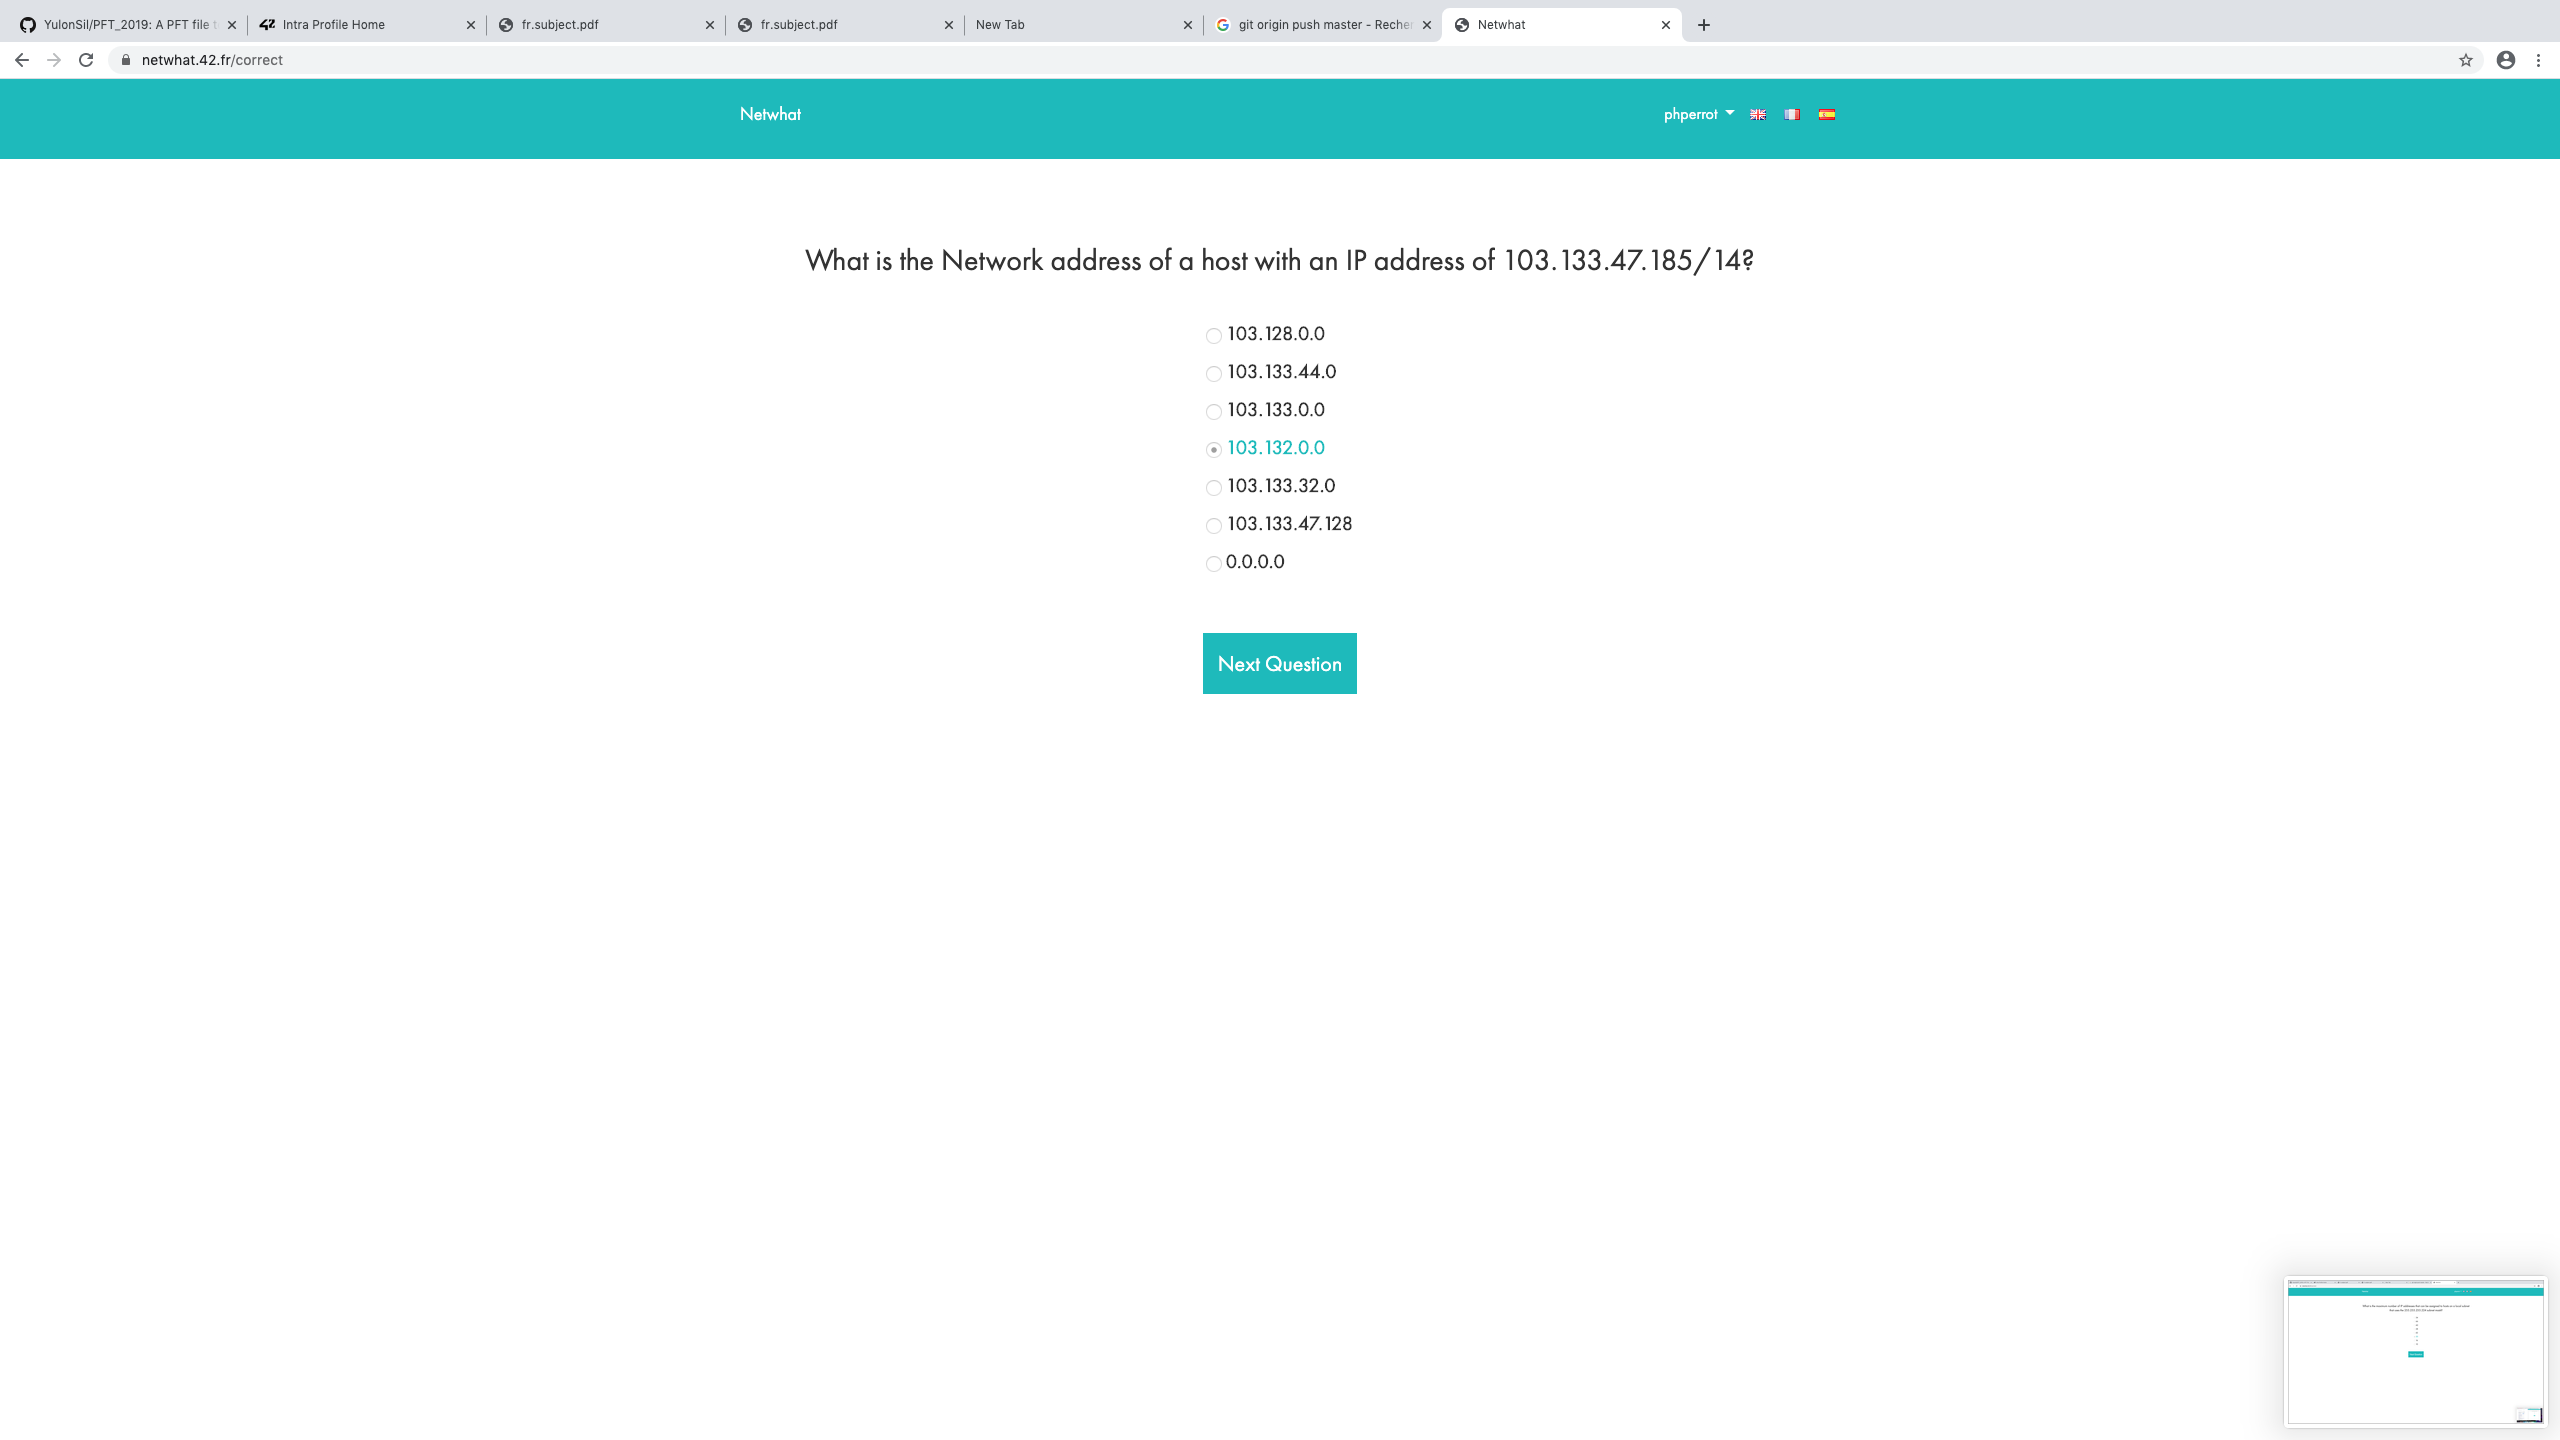 YulonSil/PFT_2019: A PFT file t
Intra Profile Home
fr.subject.pdf
fr.subject.pdf
New Tab
git origin push master - Recher
Netwhat
netwhat.42.fr/correct
Netwhat
phperrot
What is the Network address of a host with an IP address of 103.133.47.185/14?
103.128.0.0
103.133.44.0
103.133.0.0
103.132.0.0
103.133.32.0
103.133.47.128
0.0.0.0
Next Question